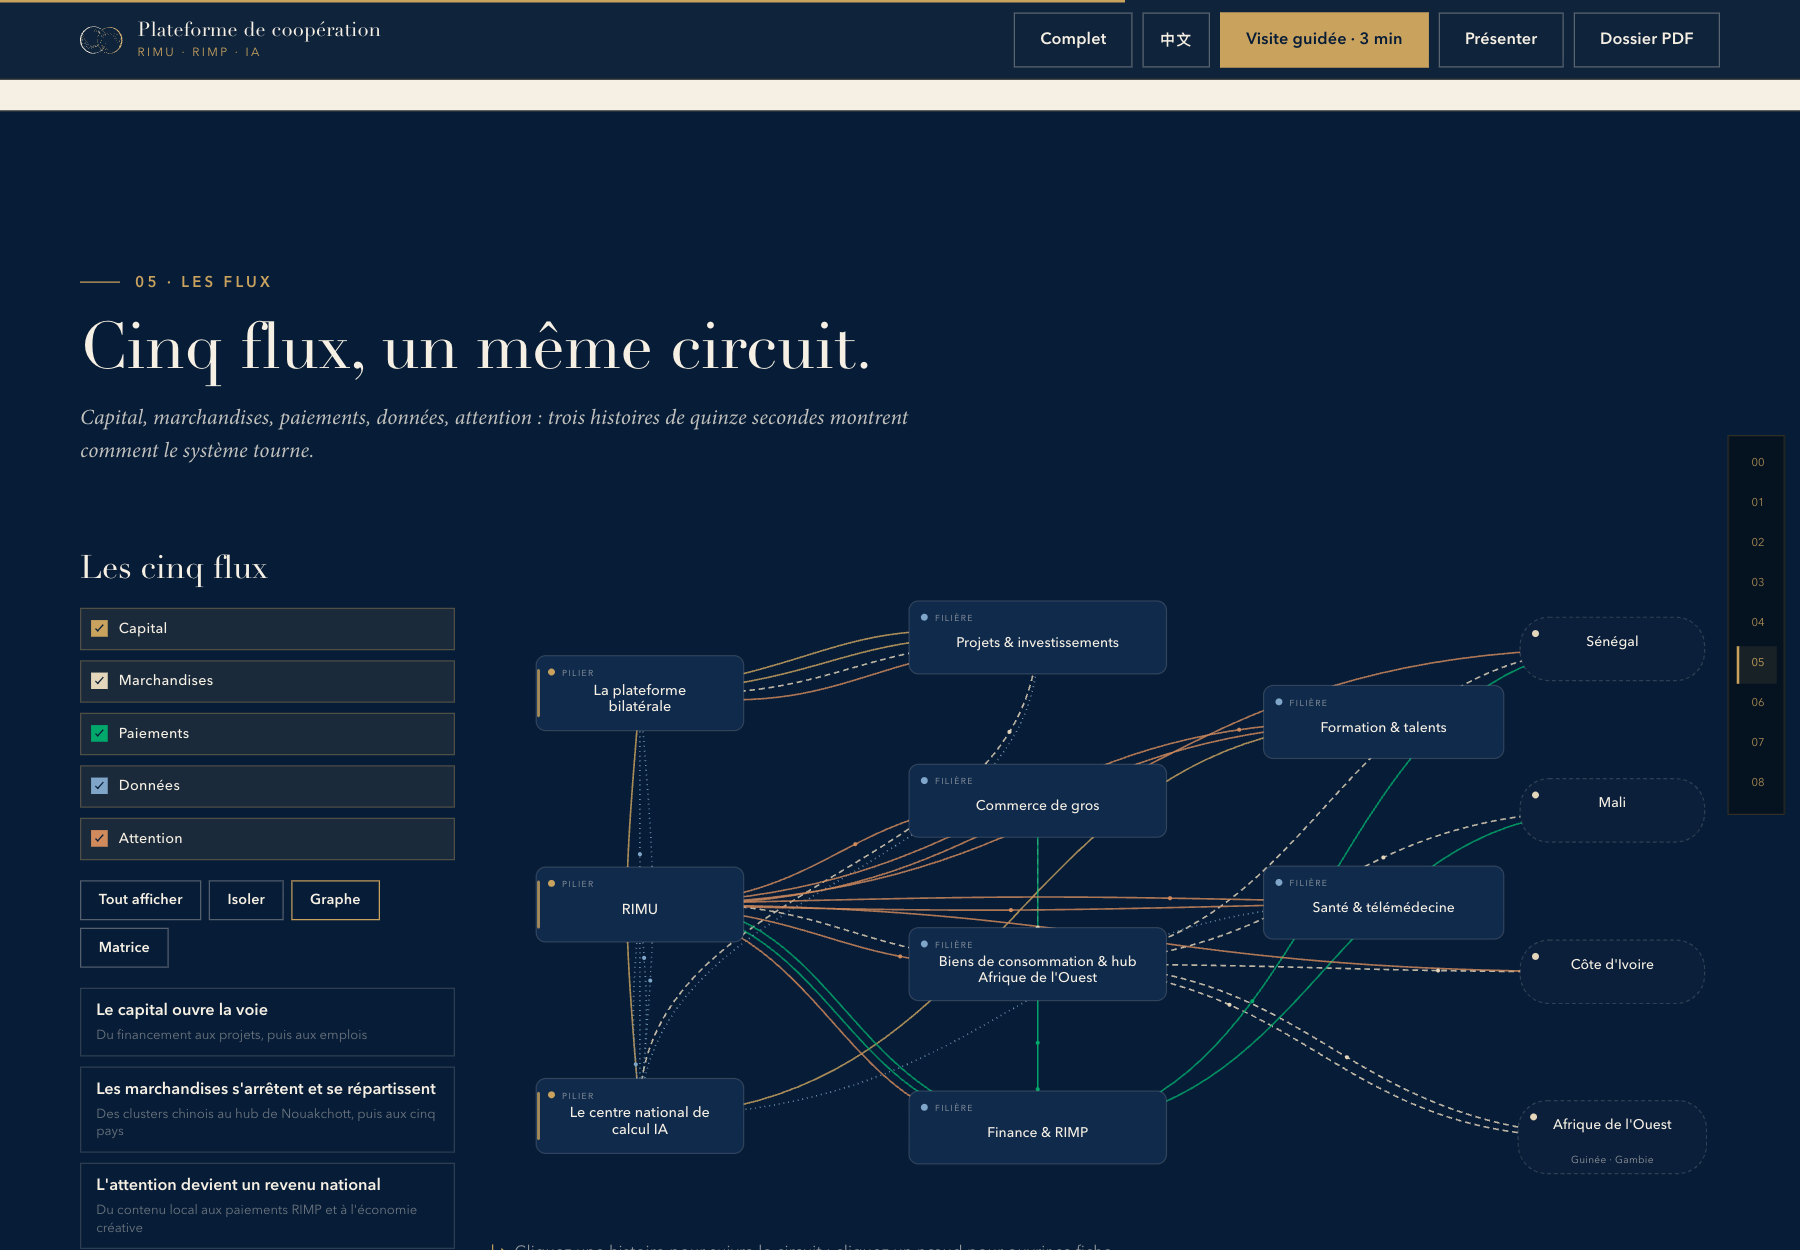 Plateforme de coopération
RIMU · RIMP · IA
Complet
中文
Visite guidée · 3 min
Présenter
Dossier PDF
05 · LES FLUX
Cinq flux, un même circuit.
Capital, marchandises, paiements, données, attention : trois histoires de quinze secondes montrent
comment le système tourne.
Les cinq flux
Capital
Marchandises
Paiements
Données
Attention
Tout afficher
Isoler
Graphe
Matrice
Le capital ouvre la voie
Du financement aux projets, puis aux emplois
Les marchandises s'arrêtent et se répartissent
Des clusters chinois au hub de Nouakchott, puis aux cinq
pays
L'attention devient un revenu national
Du contenu local aux paiements RIMP et à l'économie
créative
PILIER
La plateforme
bilatérale
PILIER
RIMU
PILIER
Le centre national de
calcul IA
FILIÈRE
Projets & investissements
FILIÈRE
Commerce de gros
FILIÈRE
Biens de consommation & hub
Afrique de l'Ouest
FILIÈRE
Finance & RIMP
FILIÈRE
Formation & talents
FILIÈRE
Santé & télémédecine
Sénégal
Mali
Côte d'Ivoire
Afrique de l'Ouest
Guinée · Gambie
00
01
02
03
04
05
06
07
08